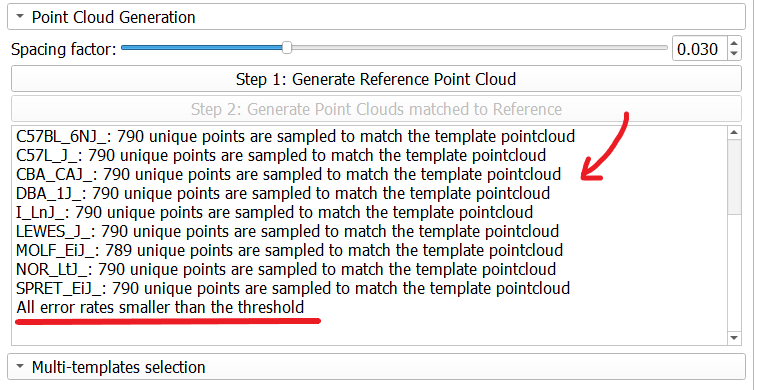 Point Cloud Generation
Spacing factor: 0.030
Step 1: Generate Reference Point Cloud
Step 2: Generate Point Clouds matched to Reference
C57BL_6NJ_: 790 unique points are sampled to match the template pointcloud
C57L_J_: 790 unique points are sampled to match the template pointcloud
CBA_CAJ_: 790 unique points are sampled to match the template pointcloud
DBA_1J_: 790 unique points are sampled to match the template pointcloud
I_LnJ_: 790 unique points are sampled to match the template pointcloud
LEWES_J_: 790 unique points are sampled to match the template pointcloud
MOLF_EiJ_: 789 unique points are sampled to match the template pointcloud
NOR_LtJ_: 790 unique points are sampled to match the template pointcloud
SPRET_EiJ_: 790 unique points are sampled to match the template pointcloud
All error rates smaller than the threshold
Multi-templates selection